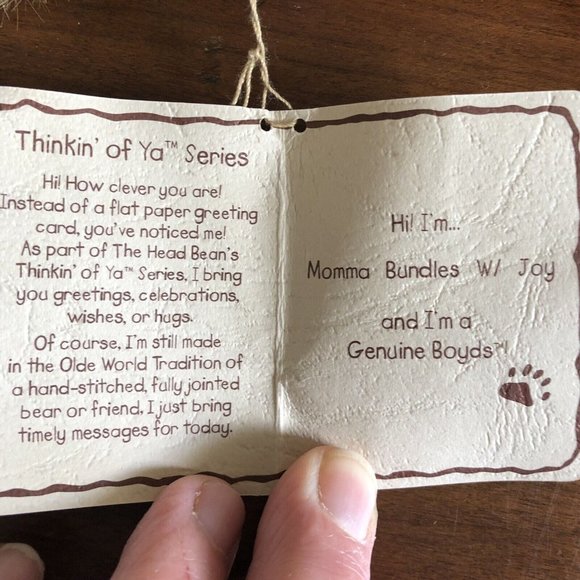 Thinkin' of Ya™ Series
Hi! How clever you are!
Instead of a flat paper greeting
card, you've noticed me!
As part of The Head Bean's
Thinkin' of Ya™ Series, I bring
you greetings, celebrations,
wishes, or hugs.
Of course, I'm still made
in the Olde World Tradition of
a hand-stitched, fully jointed
bear or friend, I just bring
timely messages for today.
Hi! I'm...
Momma Bundles W/ Joy
and I'm a
Genuine Boyds™!